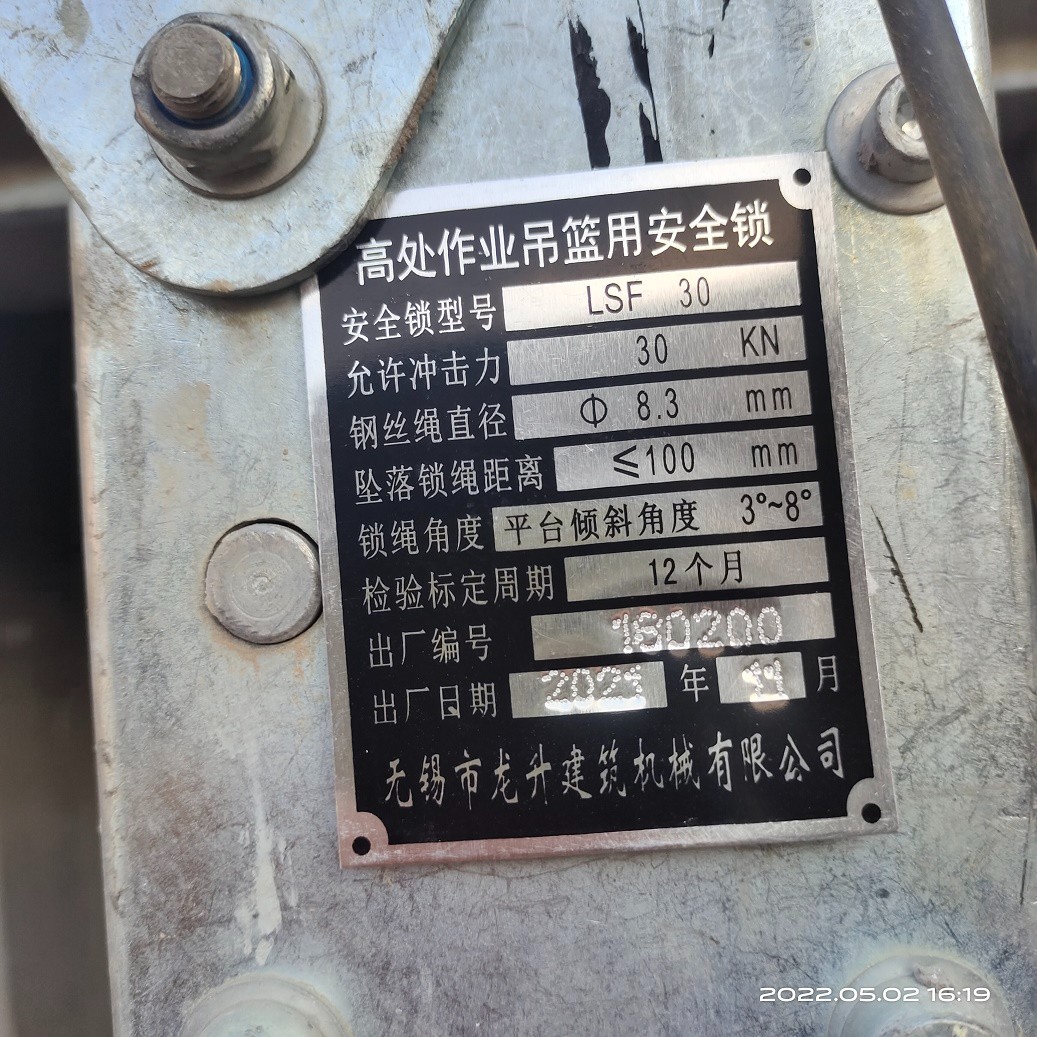 高处作业吊篮用安全锁
安全锁型号 LSF 30
允许冲击力 30 KN
钢丝绳直径 Φ 8.3 mm
坠落锁绳距离 ≤100 mm
锁绳角度 平台倾斜角度 3°~8°
检验标定周期 12个月
出厂编号 160200
出厂日期 2021 年 11 月
无锡市龙升建筑机械有限公司
2022.05.02 16:19